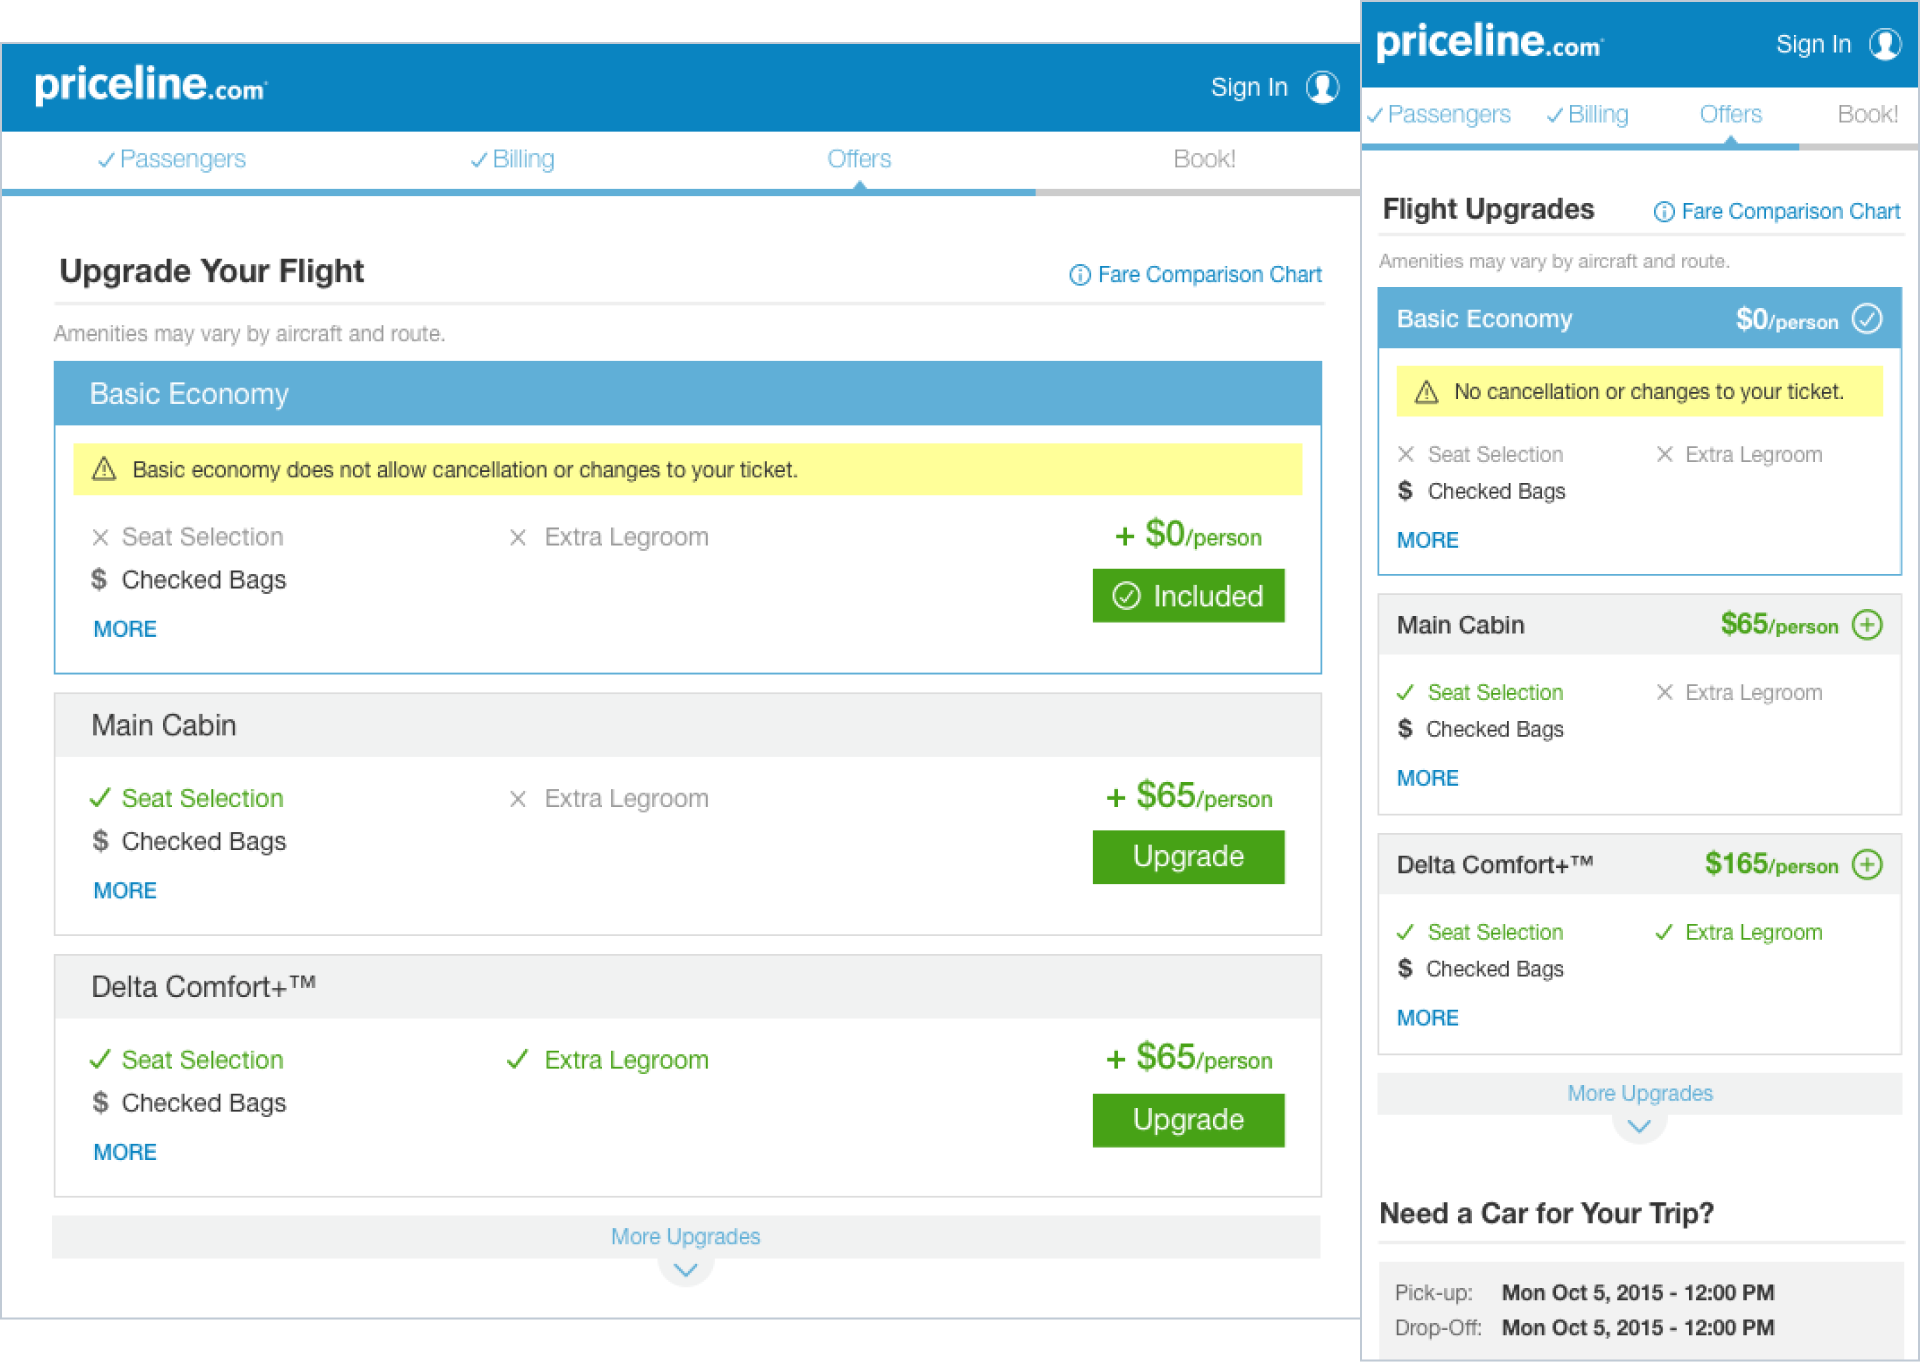 priceline.com
Sign In
Passengers
Billing
Offers
Book!
Upgrade Your Flight
Fare Comparison Chart
Amenities may vary by aircraft and route.
Basic Economy
Basic economy does not allow cancellation or changes to your ticket.
Seat Selection
Extra Legroom
+ $0/person
$ Checked Bags
Included
MORE
Main Cabin
Seat Selection
Extra Legroom
+ $65/person
$ Checked Bags
Upgrade
MORE
Delta Comfort+™
Seat Selection
Extra Legroom
+ $65/person
$ Checked Bags
Upgrade
MORE
More Upgrades
priceline.com
Sign In
Passengers
Billing
Offers
Book!
Flight Upgrades
Fare Comparison Chart
Amenities may vary by aircraft and route.
Basic Economy
$0/person
No cancellation or changes to your ticket.
Seat Selection
Extra Legroom
$ Checked Bags
MORE
Main Cabin
$65/person
Seat Selection
Extra Legroom
$ Checked Bags
MORE
Delta Comfort+™
$165/person
Seat Selection
Extra Legroom
$ Checked Bags
MORE
More Upgrades
Need a Car for Your Trip?
Pick-up: Mon Oct 5, 2015 - 12:00 PM
Drop-Off: Mon Oct 5, 2015 - 12:00 PM